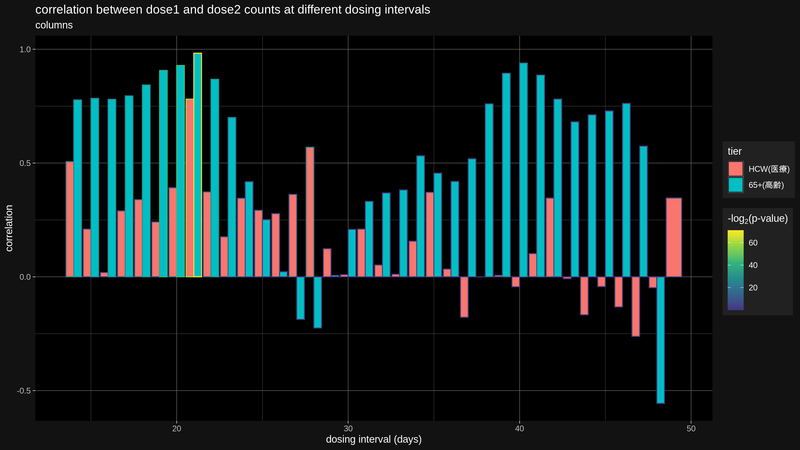 correlation between dose1 and dose2 counts at different dosing intervals
columns
1.0
0.5
0.0
-0.5
correlation
20
30
40
50
dosing interval (days)
tier
HCW(医療)
65+(高齢)
-log2(p-value)
60
40
20